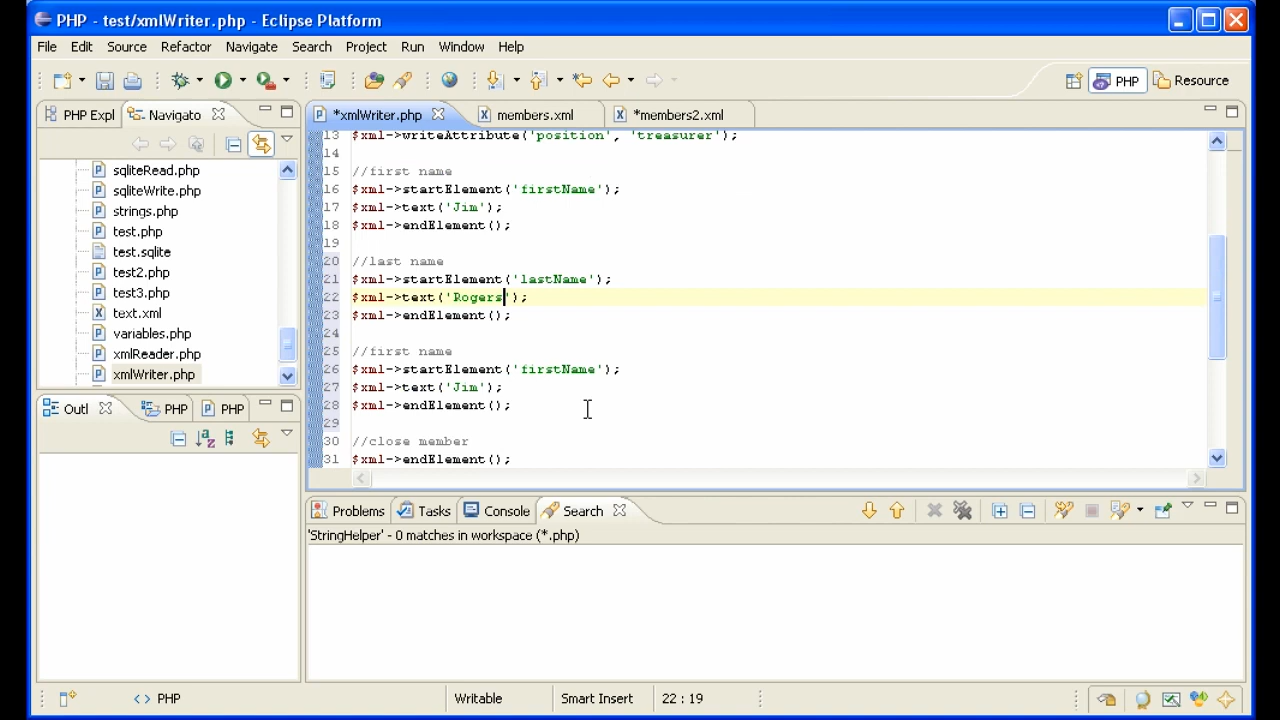 PHP - test/xmlWriter.php - Eclipse Platform
File Edit Source Refactor Navigate Search Project Run Window Help
PHP Resource
PHP Expl Navigato
*xmlWriter.php members.xml *members2.xml
sqliteRead.php
sqliteWrite.php
strings.php
test.php
test.sqlite
test2.php
test3.php
text.xml
variables.php
xmlReader.php
xmlWriter.php
13 $xml->writeAttribute('position', 'treasurer');
14
15 //first name
16 $xml->startElement('firstName');
17 $xml->text('Jim');
18 $xml->endElement();
19
20 //last name
21 $xml->startElement('lastName');
22 $xml->text('Rogers');
23 $xml->endElement();
24
25 //first name
26 $xml->startElement('firstName');
27 $xml->text('Jim');
28 $xml->endElement();
29
30 //close member
31 $xml->endElement();
Outl PHP PHP
Problems Tasks Console Search
'StringHelper' - 0 matches in workspace (*.php)
<> PHP Writable Smart Insert 22 : 19